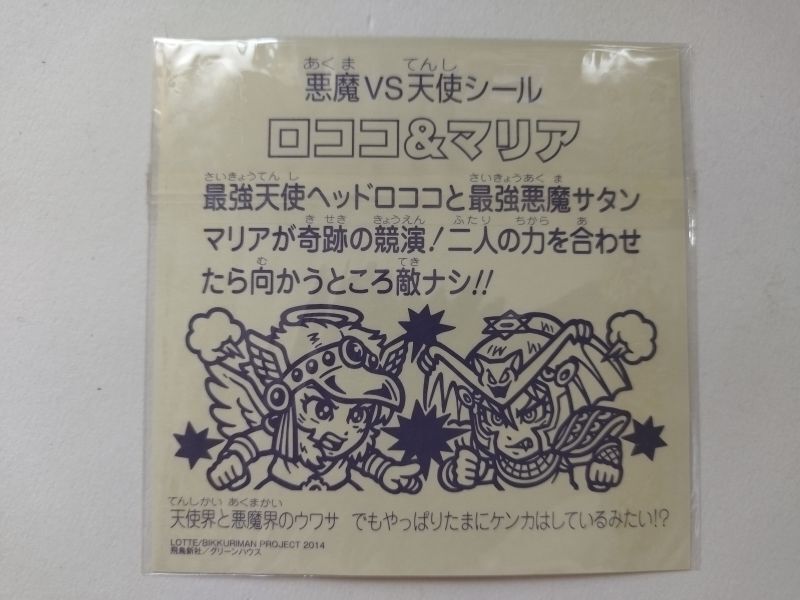 あくま てんし
悪魔VS天使シール
ロココ&マリア
さいきょうてんし さいきょうあくま
最強天使ヘッドロココと最強悪魔サタン
きせき きょうえん ふたり ちから あ
マリアが奇跡の競演!二人の力を合わせ
む てき
たら向かうところ敵ナシ!!
てんしかい あくまかい
天使界と悪魔界のウワサ でもやっぱりたまにケンカはしているみたい!?
LOTTE/BIKKURIMAN PROJECT 2014
飛鳥新社/グリーンハウス